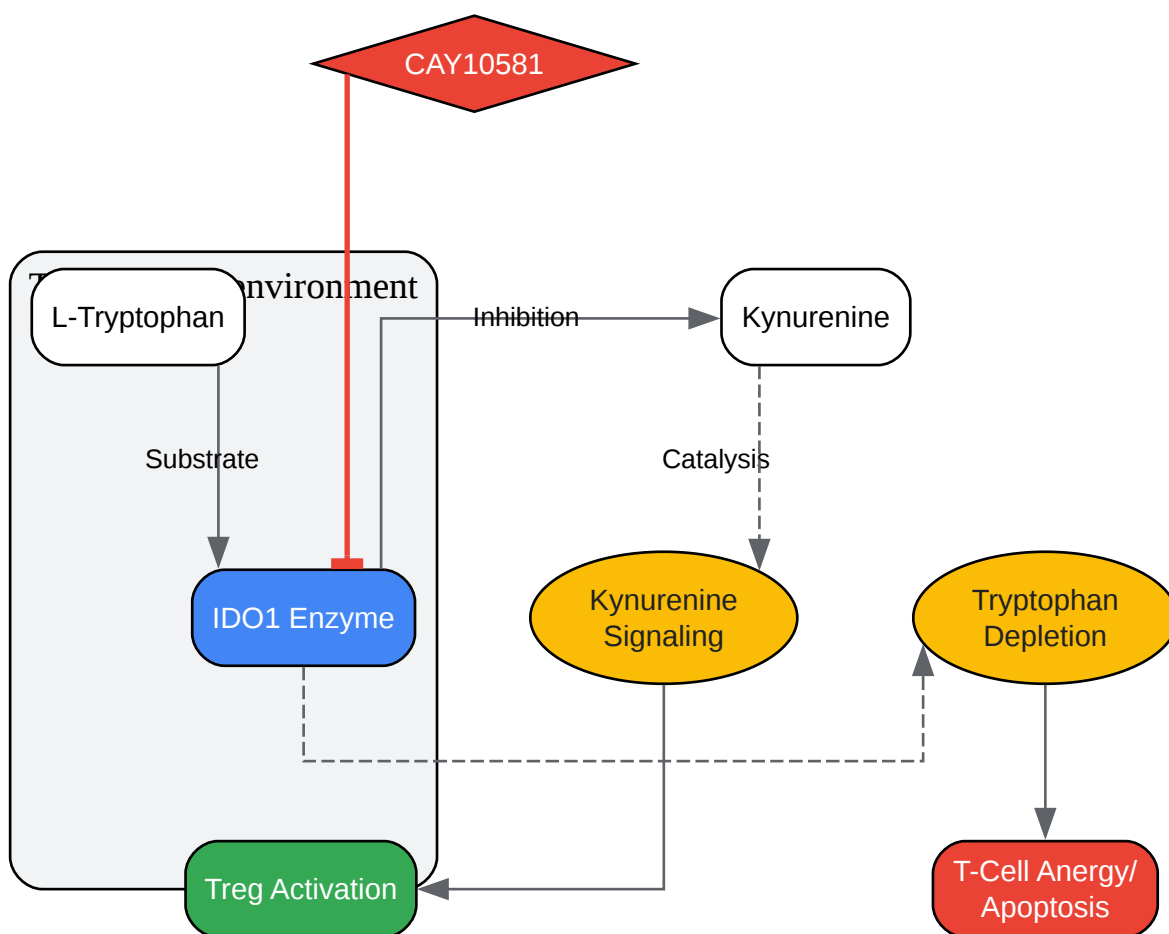 CAY10581
environment
L-Tryptophan
Inhibition
Kynurenine
Substrate
Catalysis
IDO1 Enzyme
Kynurenine
Signaling
Tryptophan
Depletion
Treg Activation
T-Cell Anergy/
Apoptosis